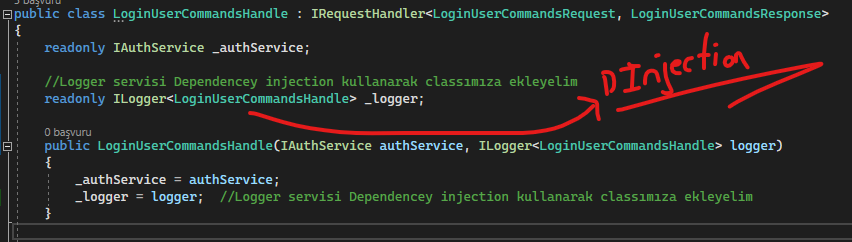 5 başvuru
public class LoginUserCommandsHandle : IRequestHandler<LoginUserCommandsRequest, LoginUserCommandsResponse>
{
readonly IAuthService _authService;
//Logger servisi Dependencey injection kullanarak classımıza ekleyelim
readonly ILogger<LoginUserCommandsHandle> _logger;
DInjection
0 başvuru
public LoginUserCommandsHandle(IAuthService authService, ILogger<LoginUserCommandsHandle> logger)
{
_authService = authService;
_logger = logger;  //Logger servisi Dependencey injection kullanarak classımıza ekleyelim
}